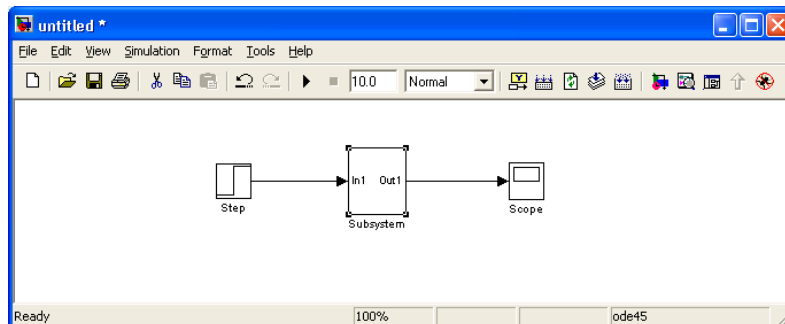 untitled *
File Edit View Simulation Format Tools Help
10.0 Normal
In1 Out1
Step
Subsystem
Scope
Ready 100% ode45